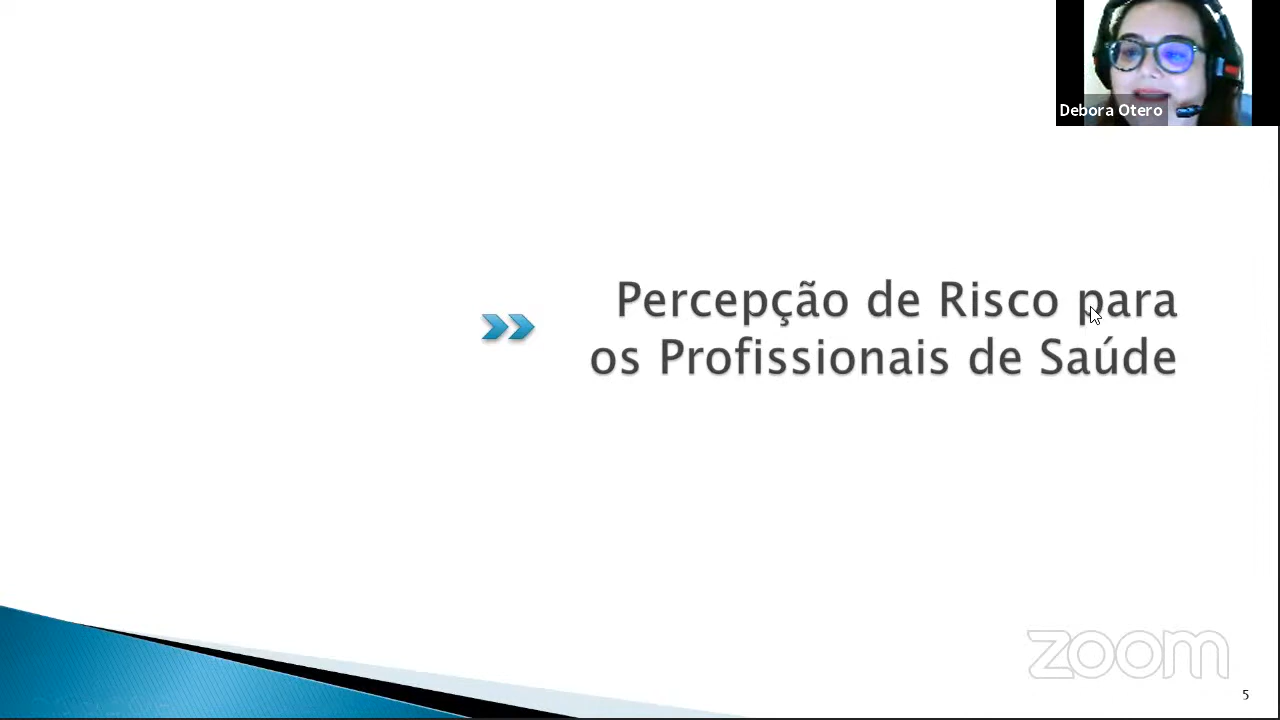 Debora Otero
Percepção de Risco para
os Profissionais de Saúde
zoom
5